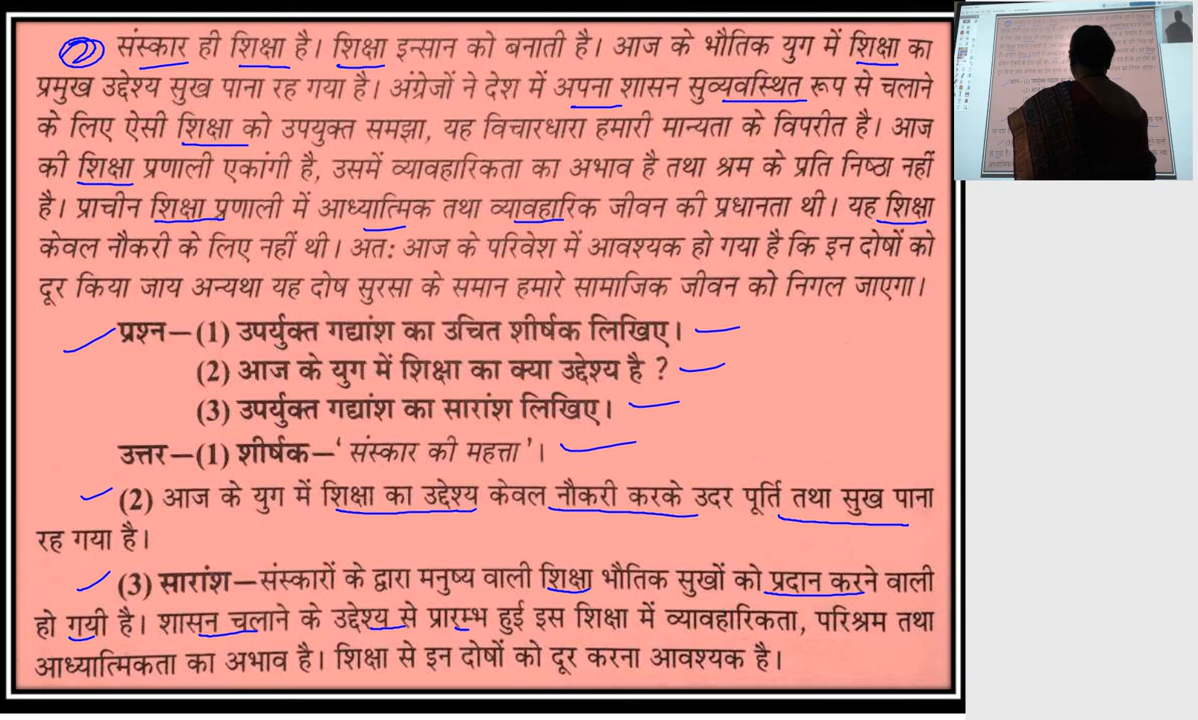 (2) संस्कार ही शिक्षा है। शिक्षा इन्सान को बनाती है। आज के भौतिक युग में शिक्षा का
प्रमुख उद्देश्य सुख पाना रह गया है। अंग्रेजों ने देश में अपना शासन सुव्यवस्थित रूप से चलाने
के लिए ऐसी शिक्षा को उपयुक्त समझा, यह विचारधारा हमारी मान्यता के विपरीत है। आज
की शिक्षा प्रणाली एकांगी है, उसमें व्यावहारिकता का अभाव है तथा श्रम के प्रति निष्ठा नहीं
है। प्राचीन शिक्षा प्रणाली में आध्यात्मिक तथा व्यावहारिक जीवन की प्रधानता थी। यह शिक्षा
केवल नौकरी के लिए नहीं थी। अतः आज के परिवेश में आवश्यक हो गया है कि इन दोषों को
दूर किया जाय अन्यथा यह दोष सुरसा के समान हमारे सामाजिक जीवन को निगल जाएगा।
प्रश्न—(1) उपर्युक्त गद्यांश का उचित शीर्षक लिखिए।
(2) आज के युग में शिक्षा का क्या उद्देश्य है ?
(3) उपर्युक्त गद्यांश का सारांश लिखिए।
उत्तर—(1) शीर्षक—‘संस्कार की महत्ता’।
(2) आज के युग में शिक्षा का उद्देश्य केवल नौकरी करके उदर पूर्ति तथा सुख पाना
रह गया है।
(3) सारांश—संस्कारों के द्वारा मनुष्य वाली शिक्षा भौतिक सुखों को प्रदान करने वाली
हो गयी है। शासन चलाने के उद्देश्य से प्रारम्भ हुई इस शिक्षा में व्यावहारिकता, परिश्रम तथा
आध्यात्मिकता का अभाव है। शिक्षा से इन दोषों को दूर करना आवश्यक है।